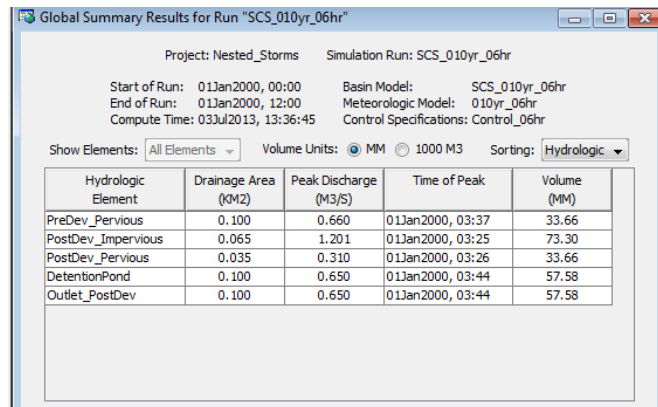 Global Summary Results for Run "SCS_010yr_06hr"
Project: Nested_Storms Simulation Run: SCS_010yr_06hr
Start of Run: 01Jan2000, 00:00 Basin Model: SCS_010yr_06hr
End of Run: 01Jan2000, 12:00 Meteorologic Model: 010yr_06hr
Compute Time: 03Jul2013, 13:36:45 Control Specifications: Control_06hr
Show Elements: All Elements Volume Units: MM 1000 M3 Sorting: Hydrologic
Hydrologic Drainage Area Peak Discharge Time of Peak Volume
Element (KM2) (M3/S) (MM)
PreDev_Pervious 0.100 0.660 01Jan2000, 03:37 33.66
PostDev_Impervious 0.065 1.201 01Jan2000, 03:25 73.30
PostDev_Pervious 0.035 0.310 01Jan2000, 03:26 33.66
DetentionPond 0.100 0.650 01Jan2000, 03:44 57.58
Outlet_PostDev 0.100 0.650 01Jan2000, 03:44 57.58